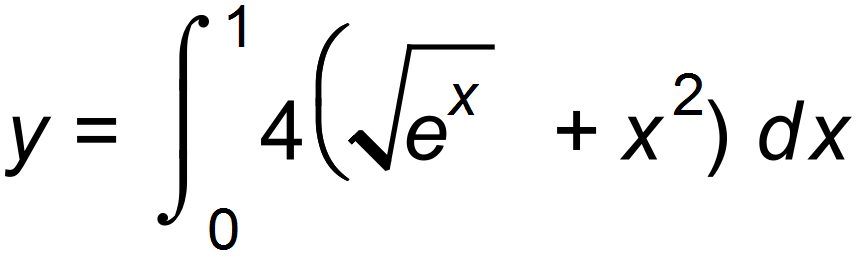 y = ∫₀¹ 4(√eˣ + x²) dx